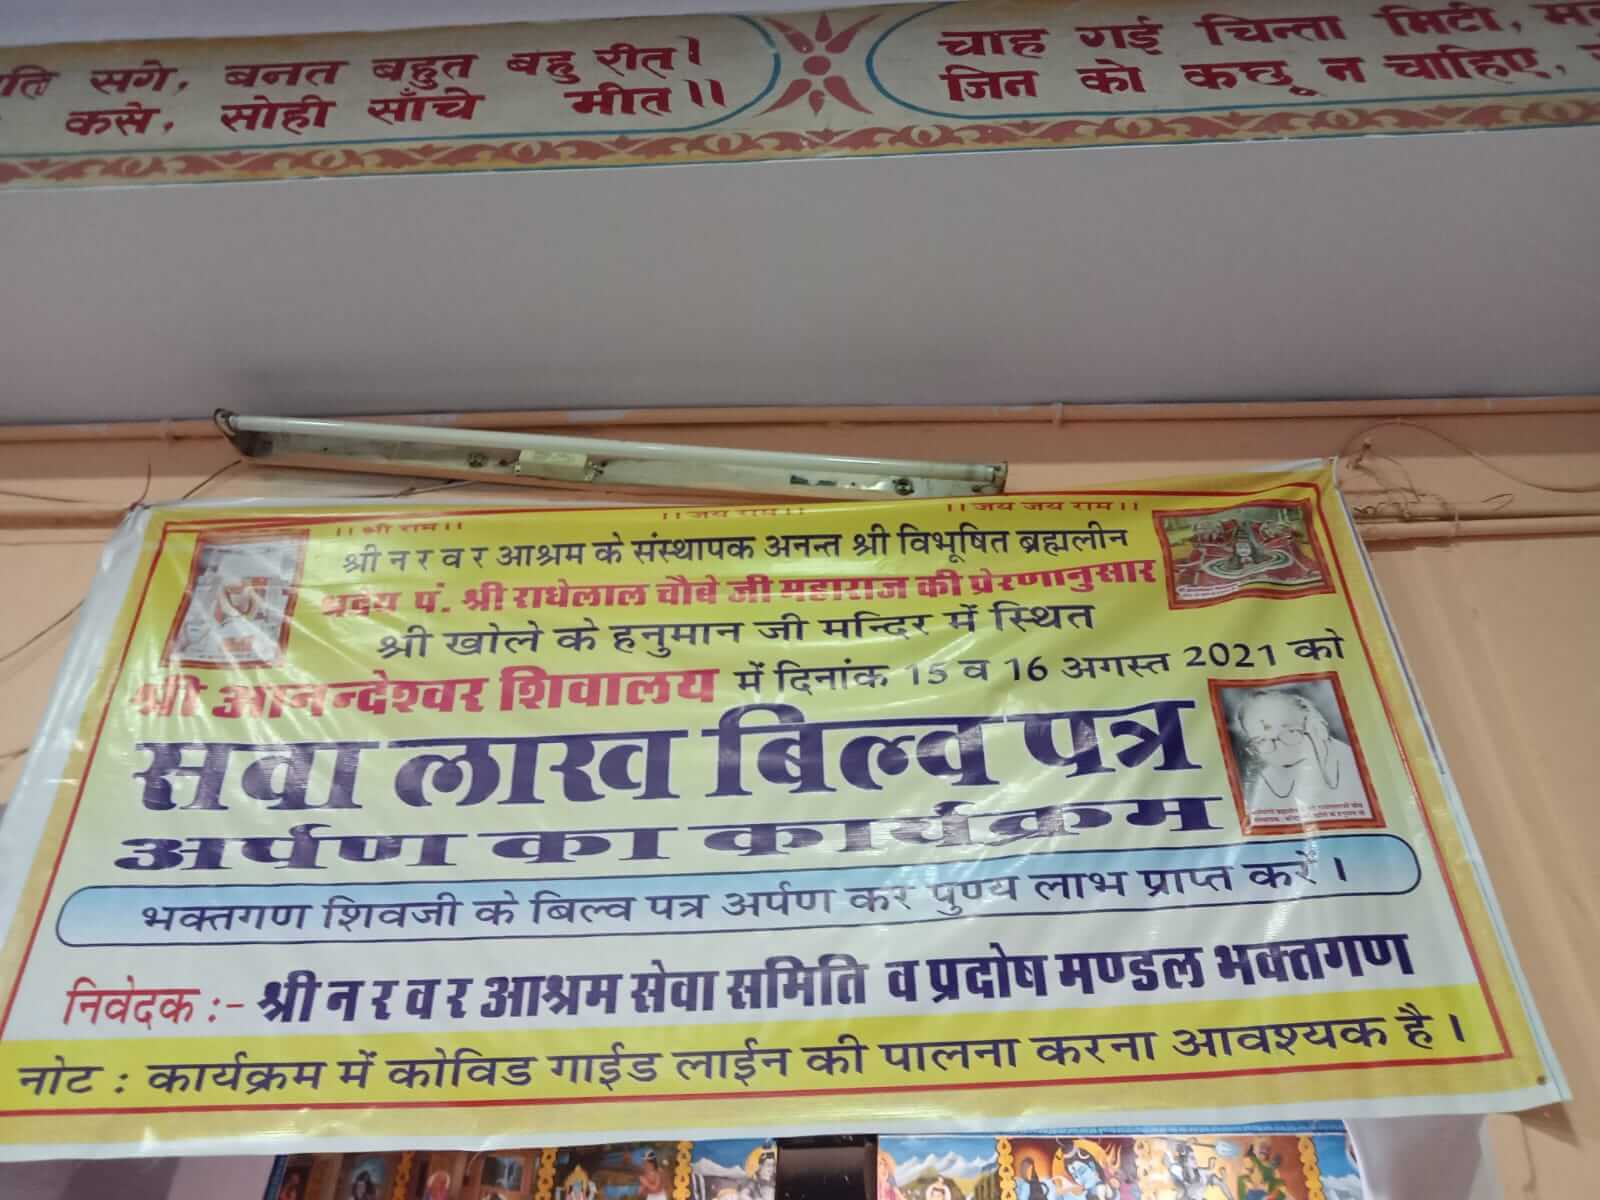 सगे, बनत बहुत बहु रीत।
कसे, सोही साँचे मीत।।
चाह गई चिन्ता मिटी,
जिन को कछू न चाहिए,
।। श्री राम।।
।। जय राम।।
।। जय जय राम।।
श्री न र व र आश्रम के संस्थापक अनन्त श्री विभूषित ब्रह्मलीन
श्रद्धेय पं. श्री राधेलाल चौबे जी महाराज की प्रेरणानुसार
श्री खोले के हनुमान जी मन्दिर में स्थित
श्री आनन्देश्वर शिवालय में दिनांक 15 व 16 अगस्त 2021 को
सवा लाख बिल्व पत्र
अर्पण का कार्यक्रम
भक्तगण शिवजी के बिल्व पत्र अर्पण कर पुण्य लाभ प्राप्त करें।
निवेदक :- श्री न र व र आश्रम सेवा समिति व प्रदोष मण्डल भक्तगण
नोट : कार्यक्रम में कोविड गाईड लाईन की पालना करना आवश्यक है।